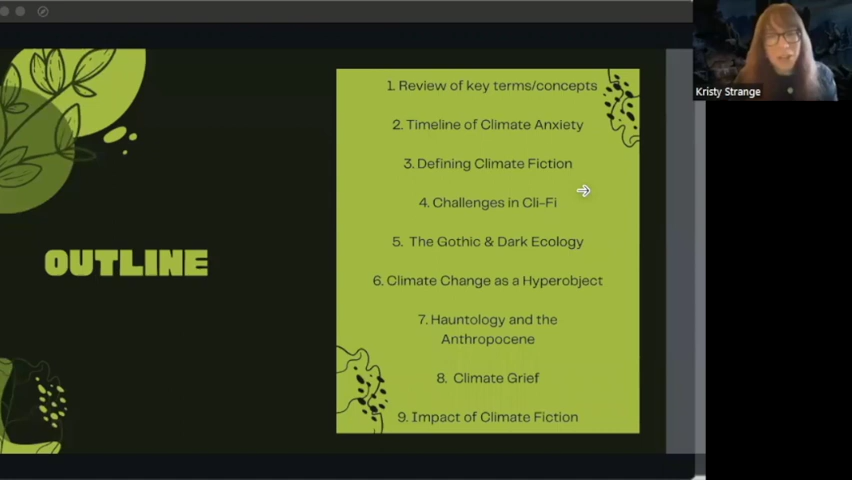 OUTLINE
1. Review of key terms/concepts
2. Timeline of Climate Anxiety
3. Defining Climate Fiction
4. Challenges in Cli-Fi
5. The Gothic & Dark Ecology
6. Climate Change as a Hyperobject
7. Hauntology and the
Anthropocene
8. Climate Grief
9. Impact of Climate Fiction
Kristy Strange